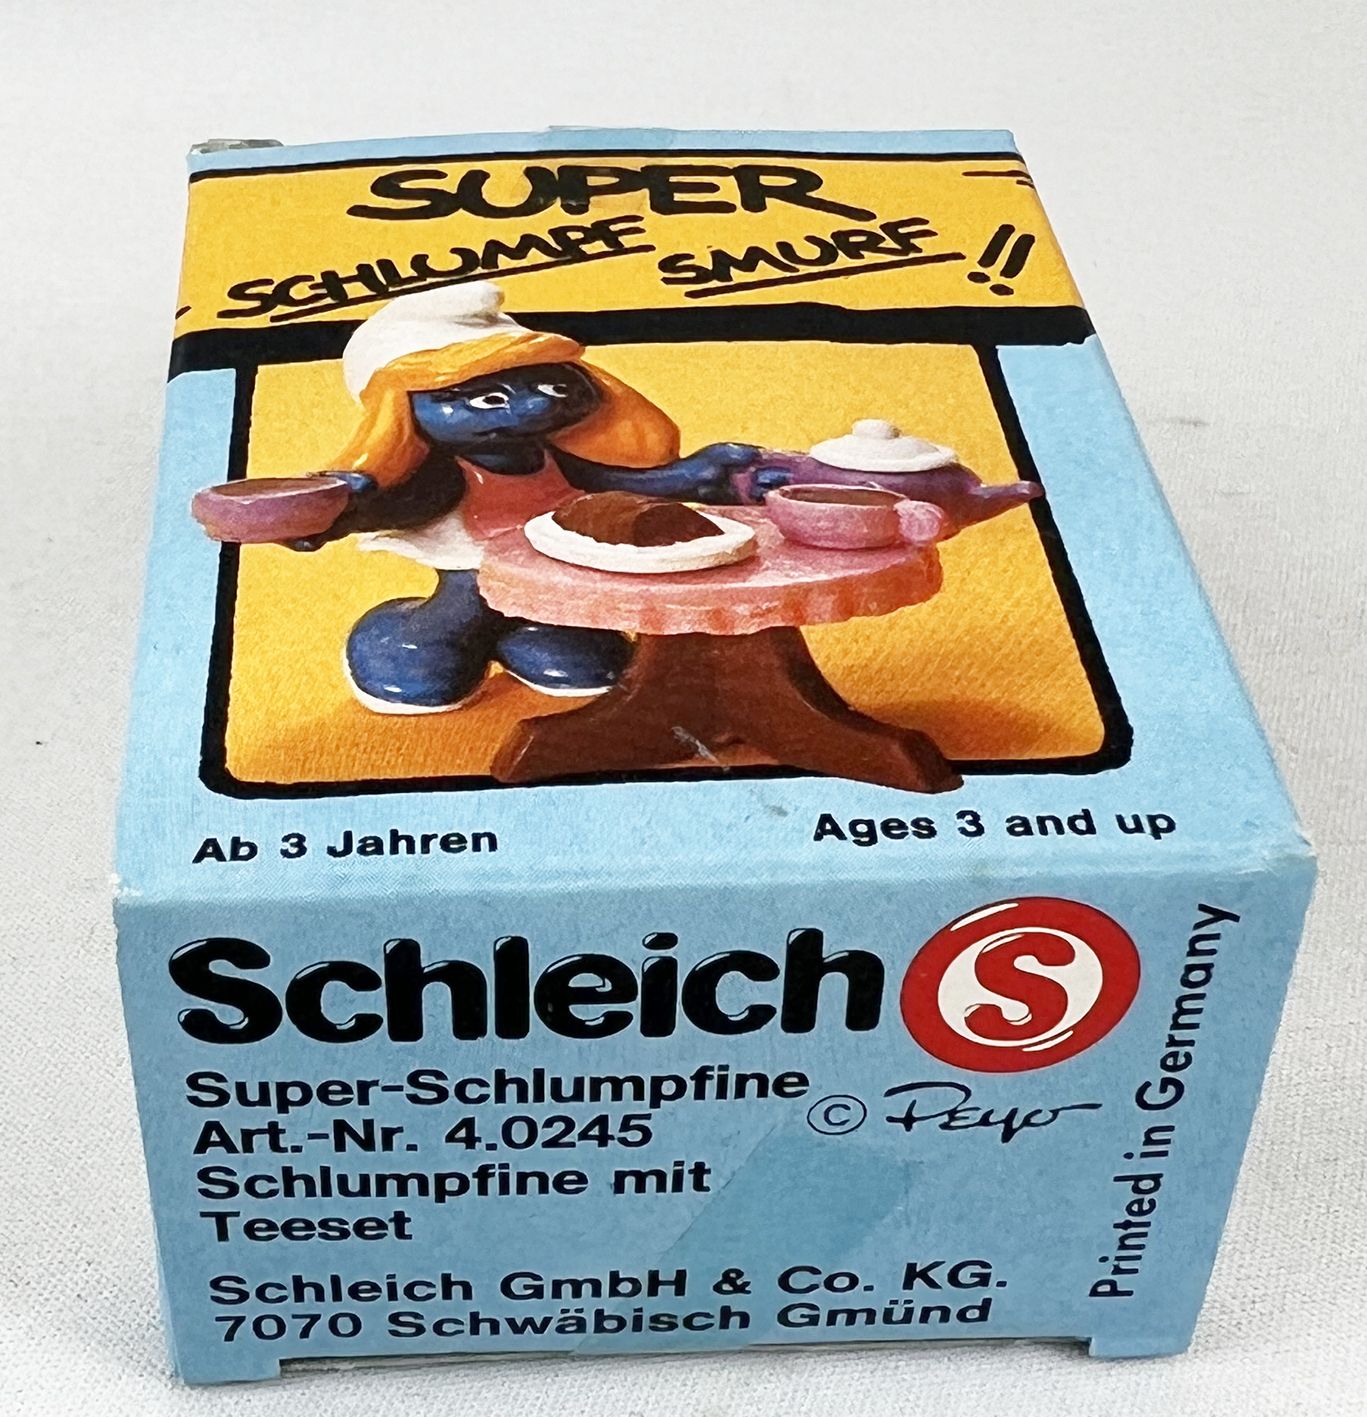 SUPER
SCHLUMPF SMURF !!
Ab 3 Jahren
Ages 3 and up
Schleich S
Super-Schlumpfine
Art.-Nr. 4.0245
© Peyo
Schlumpfine mit
Teeset
Schleich GmbH & Co. KG.
7070 Schwäbisch Gmünd
Printed in Germany